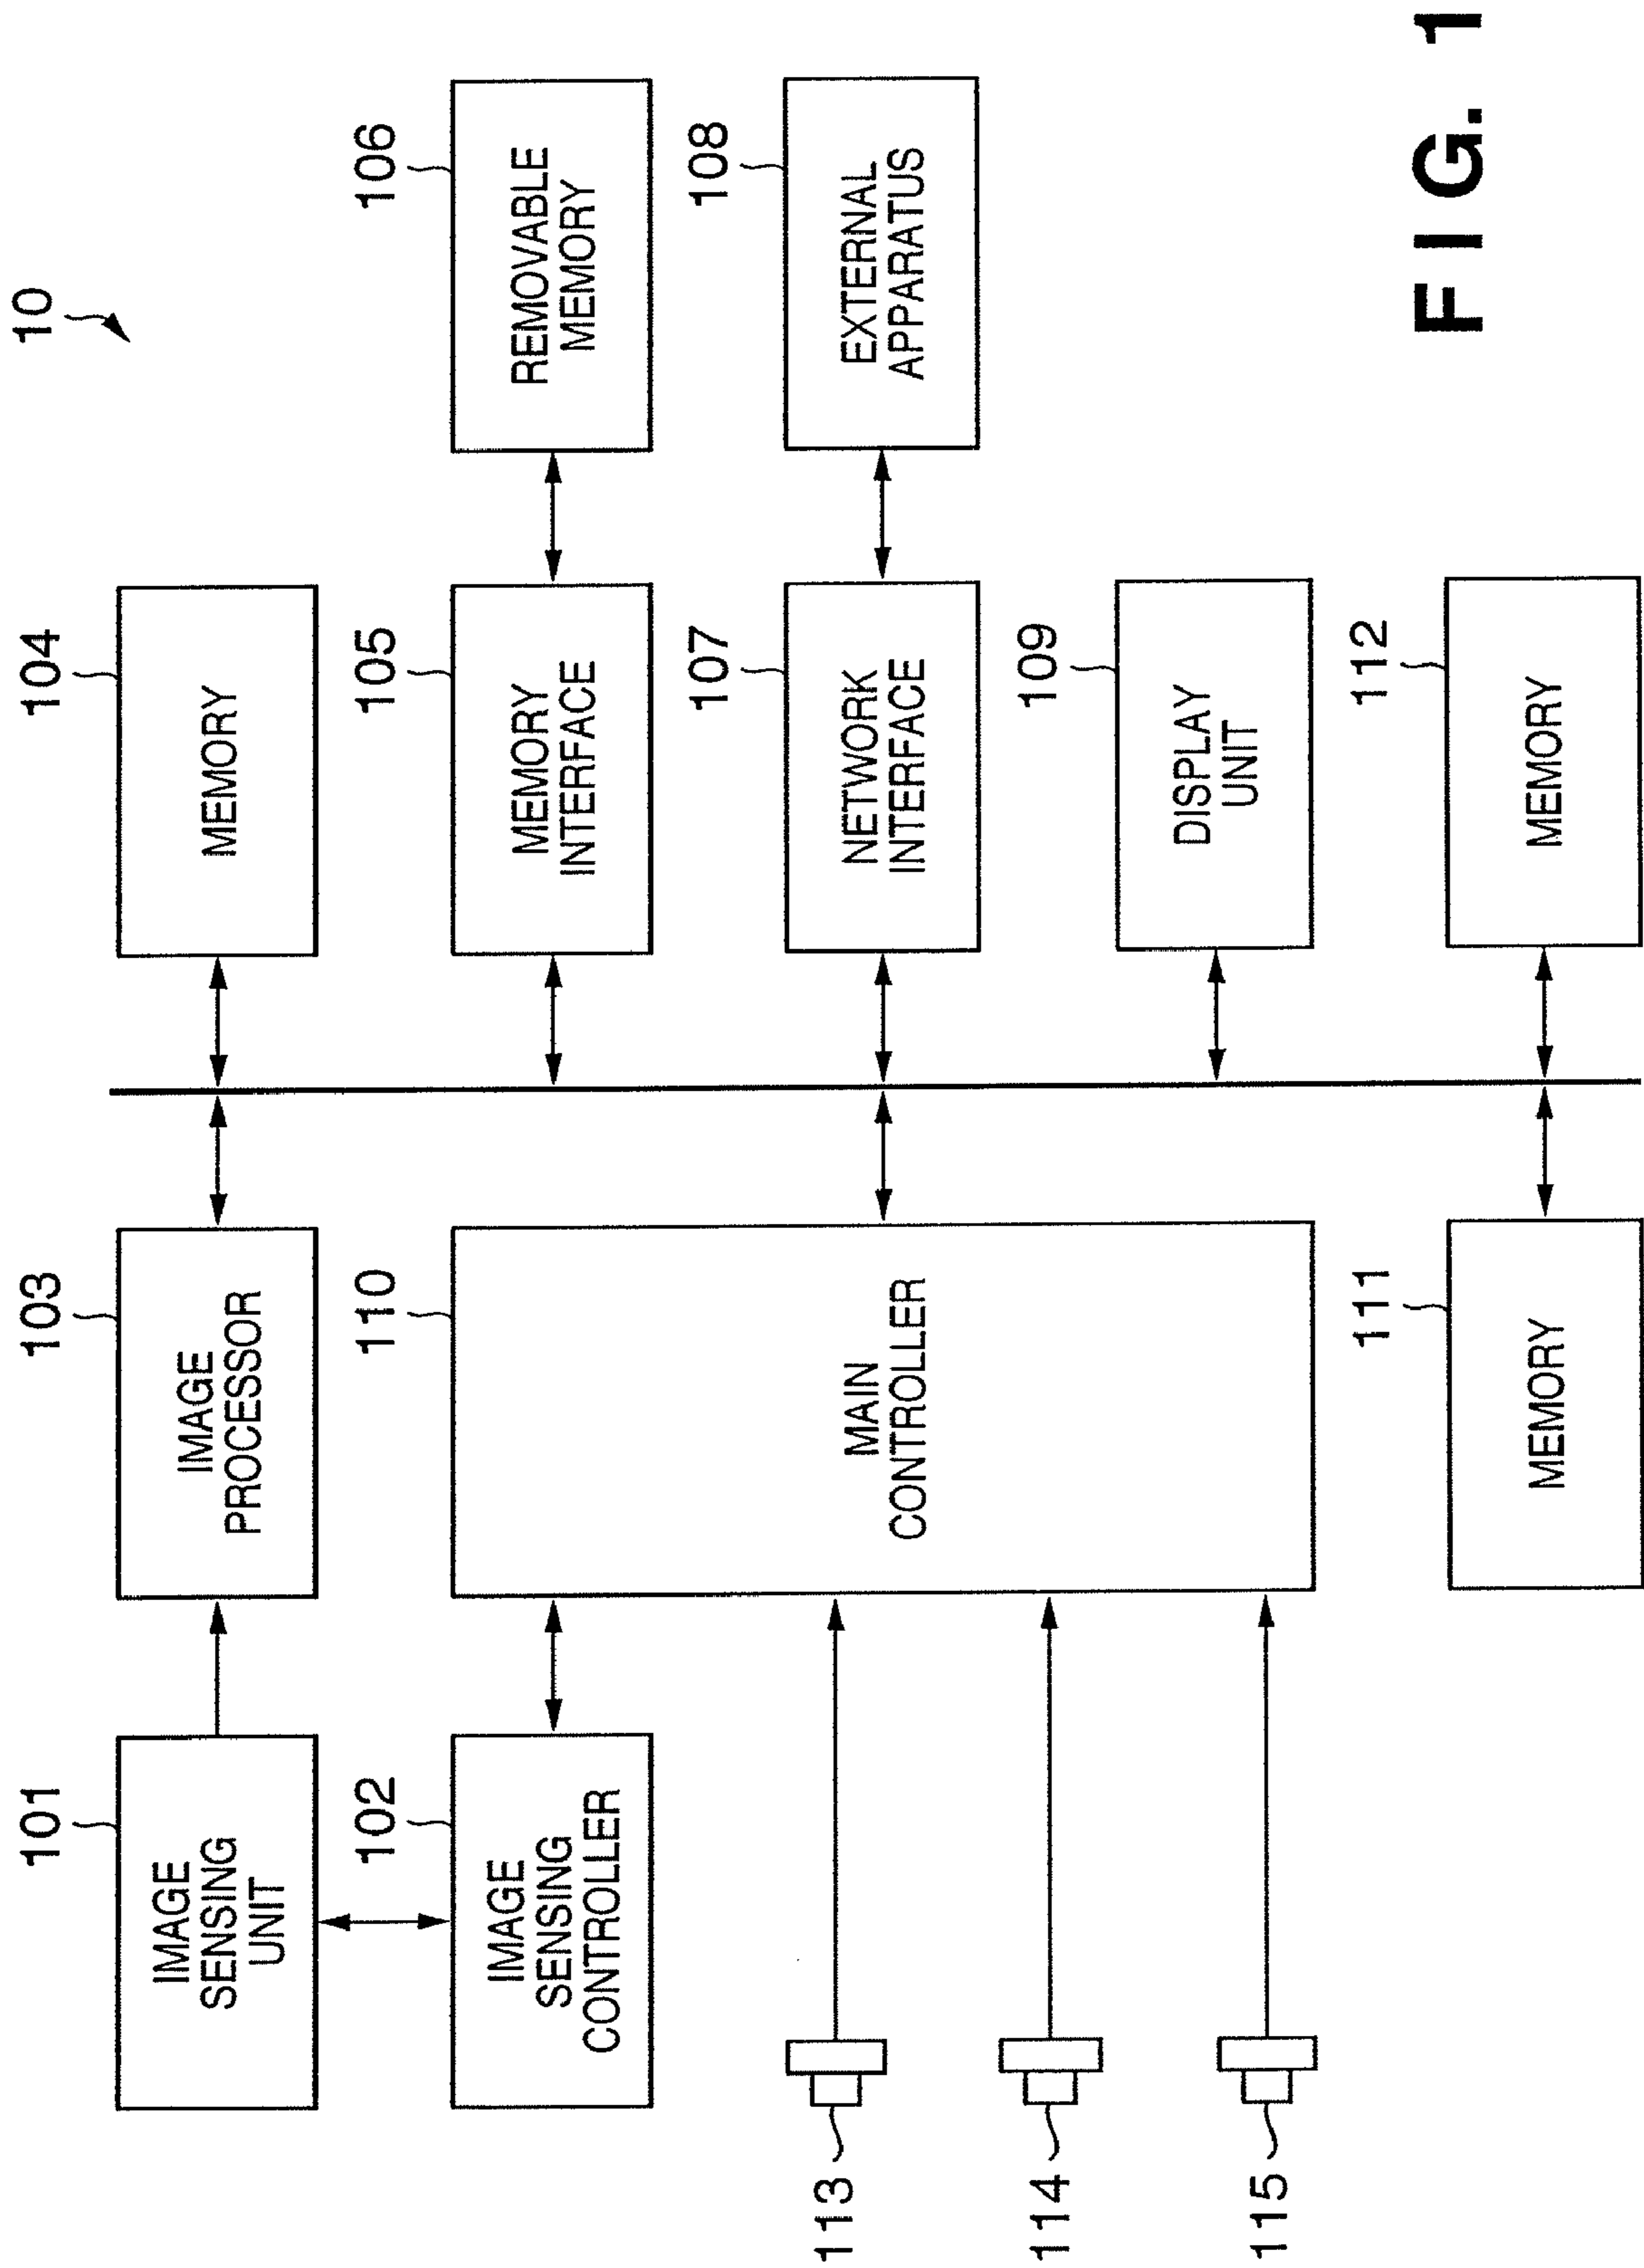 10
101
IMAGE
SENSING
UNIT
103
IMAGE
PROCESSOR
104
MEMORY
102
IMAGE
SENSING
CONTROLLER
110
MAIN
CONTROLLER
105
MEMORY
INTERFACE
106
REMOVABLE
MEMORY
107
NETWORK
INTERFACE
108
EXTERNAL
APPARATUS
113
114
115
109
DISPLAY
UNIT
111
MEMORY
112
MEMORY
FIG. 1